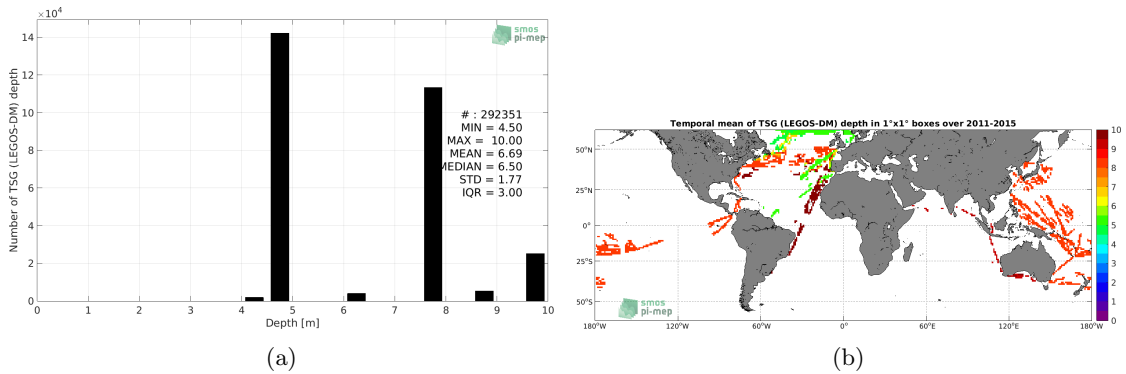 ×10⁴
14
12
10
8
6
4
2
0
Number of TSG (LEGOS-DM) depth
smos
pi-mep
# : 292351
MIN = 4.50
MAX = 10.00
MEAN = 6.69
MEDIAN = 6.50
STD = 1.77
IQR = 3.00
0 1 2 3 4 5 6 7 8 9 10
Depth [m]
(a)
Temporal mean of TSG (LEGOS-DM) depth in 1°x1° boxes over 2011-2015
50°N
25°N
0°
25°S
50°S
smos
pi-mep
180°W 120°W 60°W 0° 60°E 120°E 180°W
10
9
8
7
6
5
4
3
2
1
0
(b)